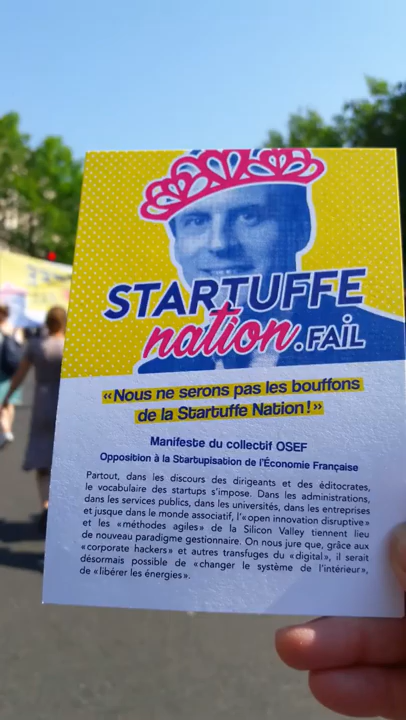 STARTUFFE
nation.FAIL
«Nous ne serons pas les bouffons
de la Startuffe Nation!»
Manifeste du collectif OSEF
Opposition à la Startupisation de l'Économie Française
Partout, dans les discours des dirigeants et des éditocrates,
le vocabulaire des startups s'impose. Dans les administrations,
dans les services publics, dans les universités, dans les entreprises
et jusque dans le monde associatif, l'«open innovation disruptive»
et les «méthodes agiles» de la Silicon Valley tiennent lieu
de nouveau paradigme gestionnaire. On nous jure que, grâce aux
«corporate hackers» et autres transfuges du «digital», il serait
désormais possible de «changer le système de l'intérieur»,
de «libérer les énergies».